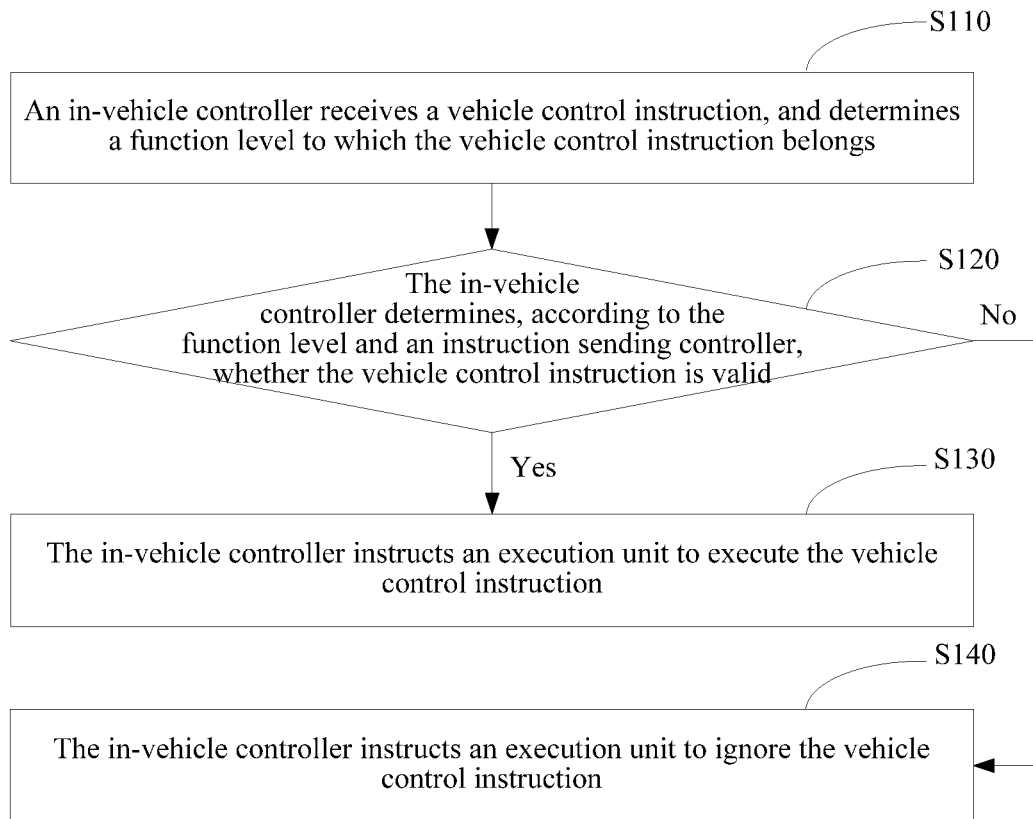 S110
An in-vehicle controller receives a vehicle control instruction, and determines
a function level to which the vehicle control instruction belongs
S120
The in-vehicle
controller determines, according to the
function level and an instruction sending controller,
whether the vehicle control instruction is valid
No
Yes
S130
The in-vehicle controller instructs an execution unit to execute the vehicle
control instruction
S140
The in-vehicle controller instructs an execution unit to ignore the vehicle
control instruction